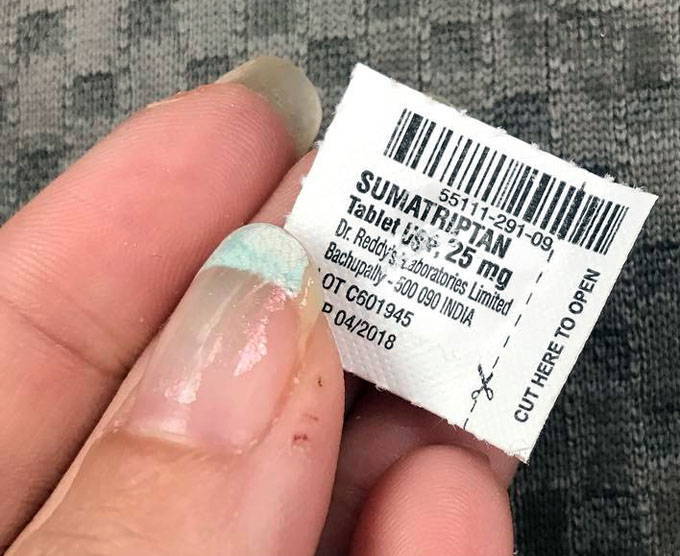 55111-291-09
SUMATRIPTAN
Tablet USP, 25 mg
Dr. Reddy's Laboratories Limited
Bachupally - 500 090 INDIA
OT C601945
P 04/2018
CUT HERE TO OPEN